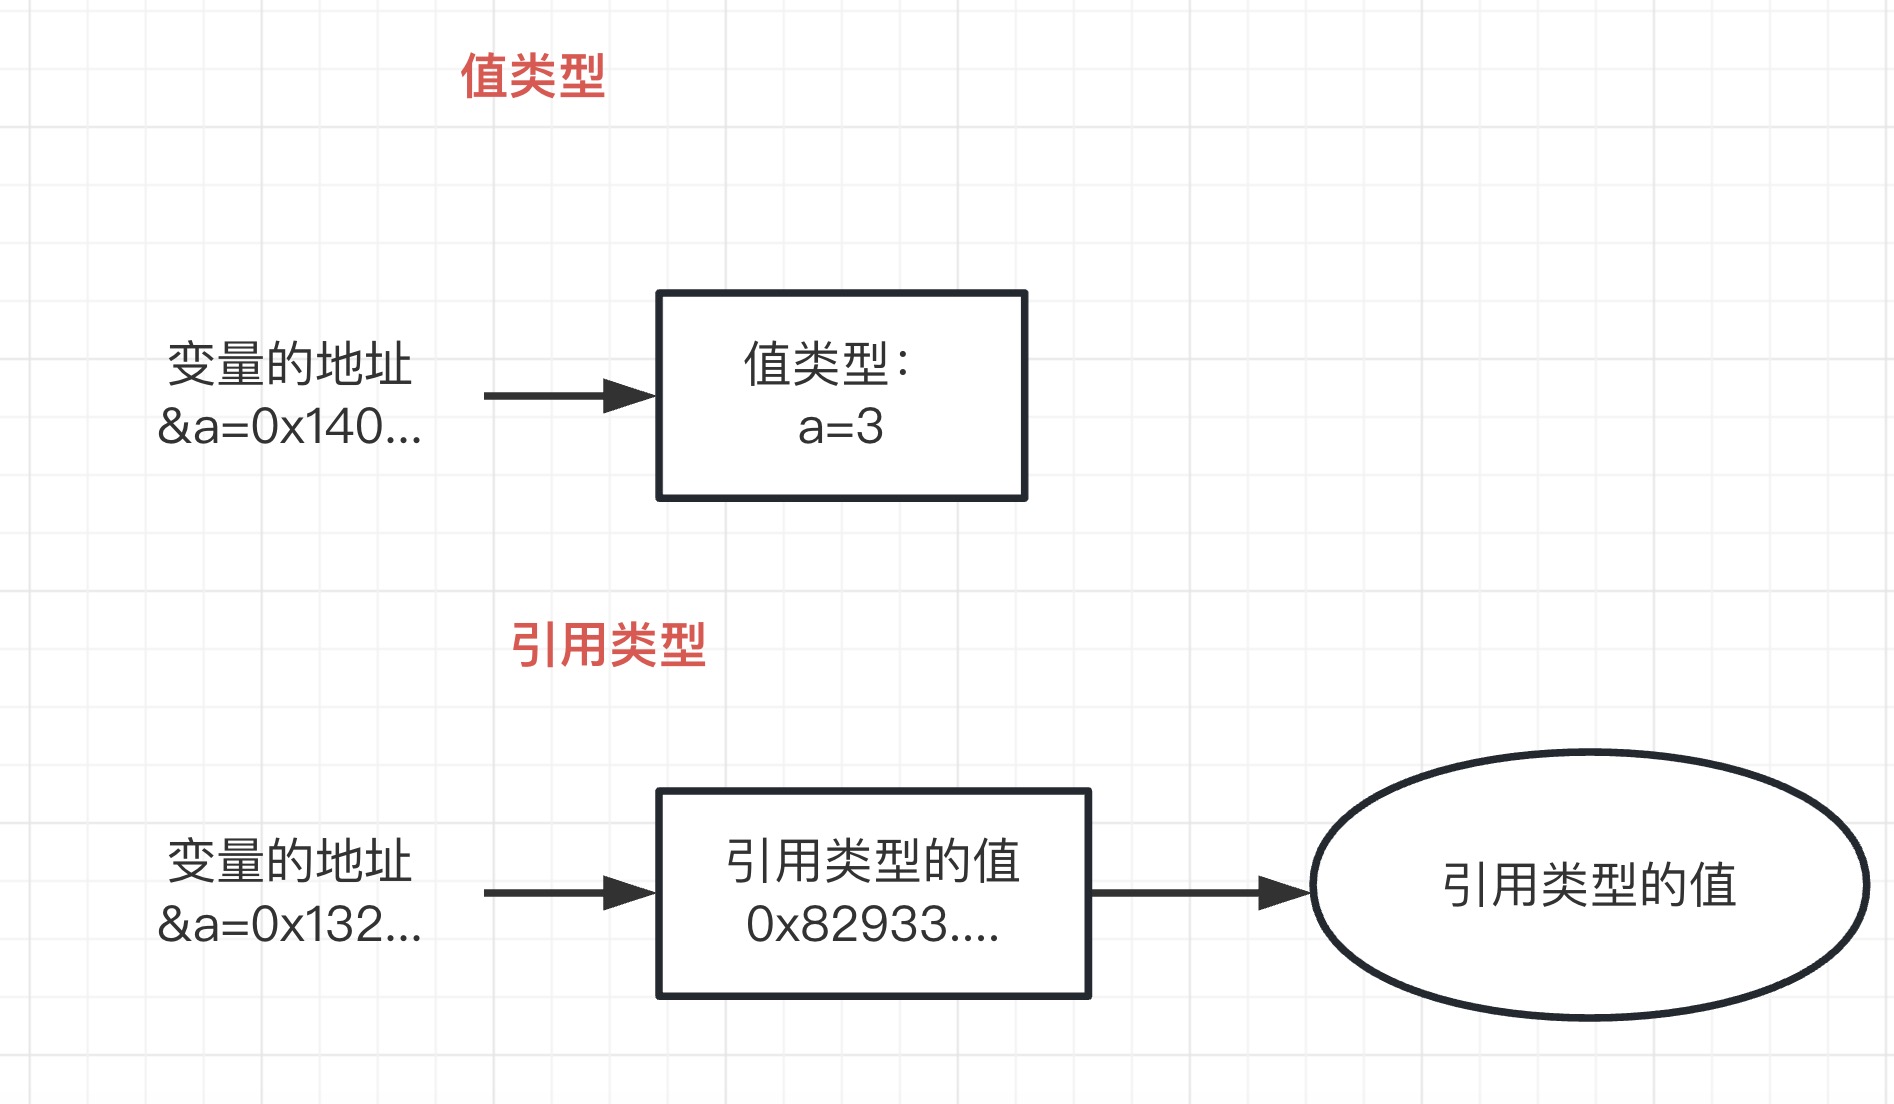 值类型
变量的地址
&a=0x140...
值类型：
a=3
引用类型
变量的地址
&a=0x132...
引用类型的值
0x82933....
引用类型的值